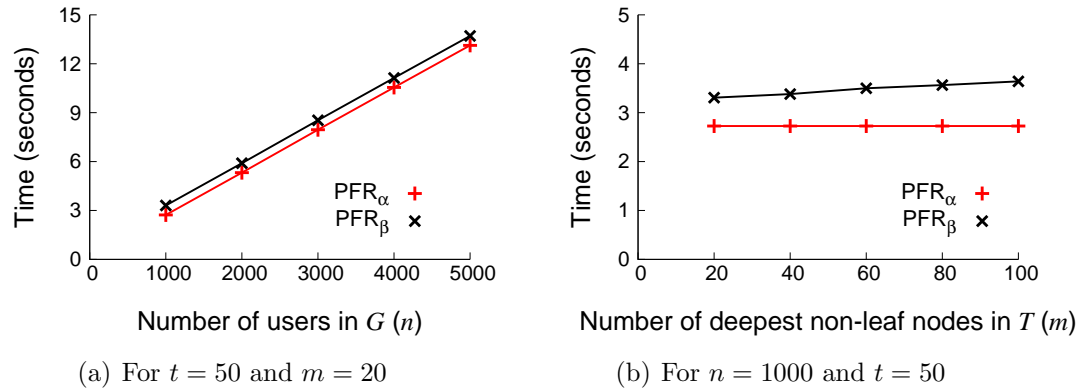 15
12
9
6
3
0
Time (seconds)
0 1000 2000 3000 4000 5000
PFRα
PFRβ
Number of users in G (n)
(a) For t = 50 and m = 20
5
4
3
2
1
0
Time (seconds)
0 20 40 60 80 100
PFRα
PFRβ
Number of deepest non-leaf nodes in T (m)
(b) For n = 1000 and t = 50